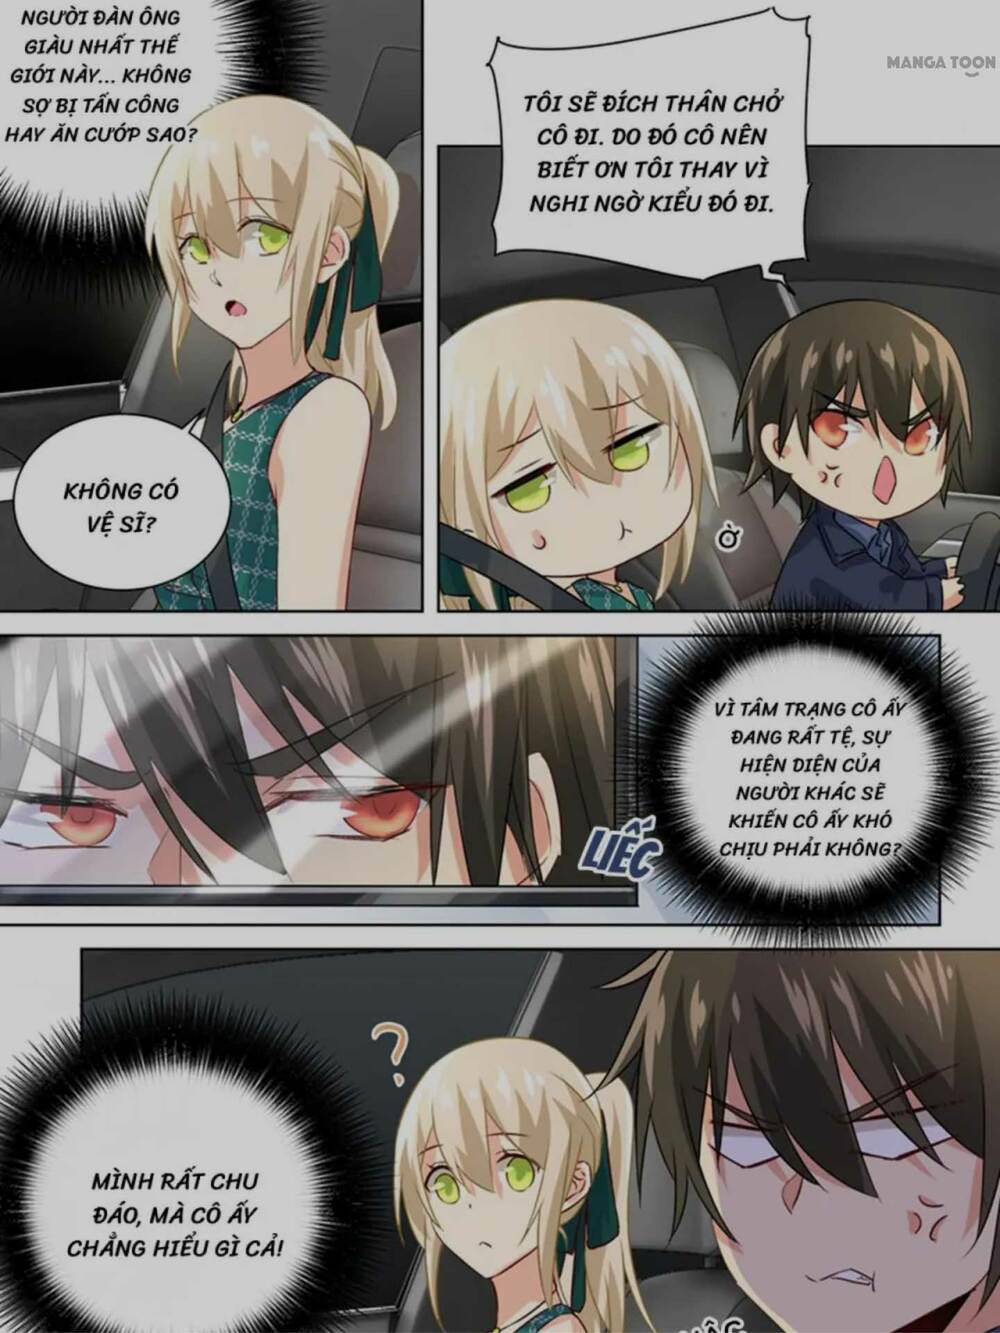 NGƯỜI ĐÀN ÔNG
GIÀU NHẤT THẾ
GIỚI NÀY... KHÔNG
SỢ BỊ TẤN CÔNG
HAY ĂN CƯỚP SAO?
KHÔNG CÓ
VỆ SĨ?
MANGA TOON
TÔI SẼ ĐÍCH THÂN CHỞ
CÔ ĐI. DO ĐÓ CÔ NÊN
BIẾT ƠN TÔI THAY VÌ
NGHI NGỜ KIỂU ĐÓ ĐI.
Ờ
VÌ TÂM TRẠNG CÔ ẤY
ĐANG RẤT TỆ, SỰ
HIỆN DIỆN CỦA
NGƯỜI KHÁC SẼ
KHIẾN CÔ ẤY KHÓ
CHỊU PHẢI KHÔNG?
LIẾC
?
MÌNH RẤT CHU
ĐÁO, MÀ CÔ ẤY
CHẲNG HIỂU GÌ CẢ!